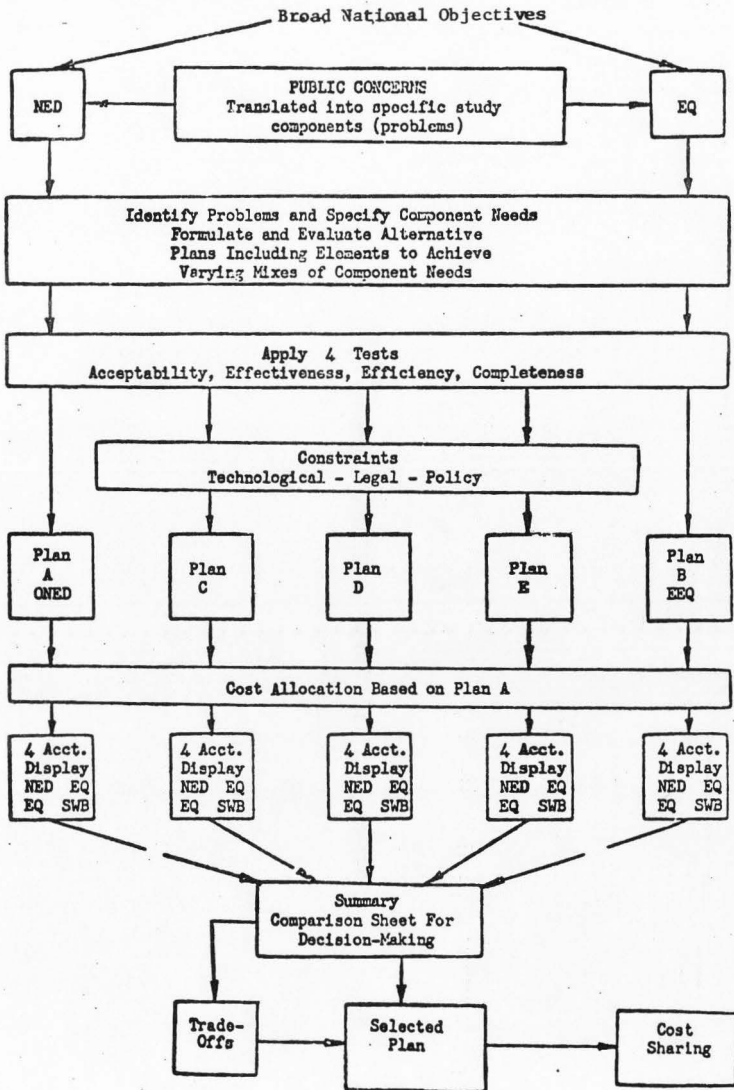 Broad National Objectives
NED
PUBLIC CONCERNS
Translated into specific study
components (problems)
EQ
Identify Problems and Specify Component Needs
Formulate and Evaluate Alternative
Plans Including Elements to Achieve
Varying Mixes of Component Needs
Apply 4 Tests
Acceptability, Effectiveness, Efficiency, Completeness
Constraints
Technological - Legal - Policy
Plan
A
ONED
Plan
C
Plan
D
Plan
E
Plan
B
EEQ
Cost Allocation Based on Plan A
4 Acct.
Display
NED EQ
EQ SWB
4 Acct.
Display
NED EQ
EQ SWB
4 Acct.
Display
NED EQ
EQ SWB
4 Acct.
Display
NED EQ
EQ SWB
4 Acct.
Display
NED EQ
EQ SWB
Summary
Comparison Sheet For
Decision-Making
Trade-
Offs
Selected
Plan
Cost
Sharing